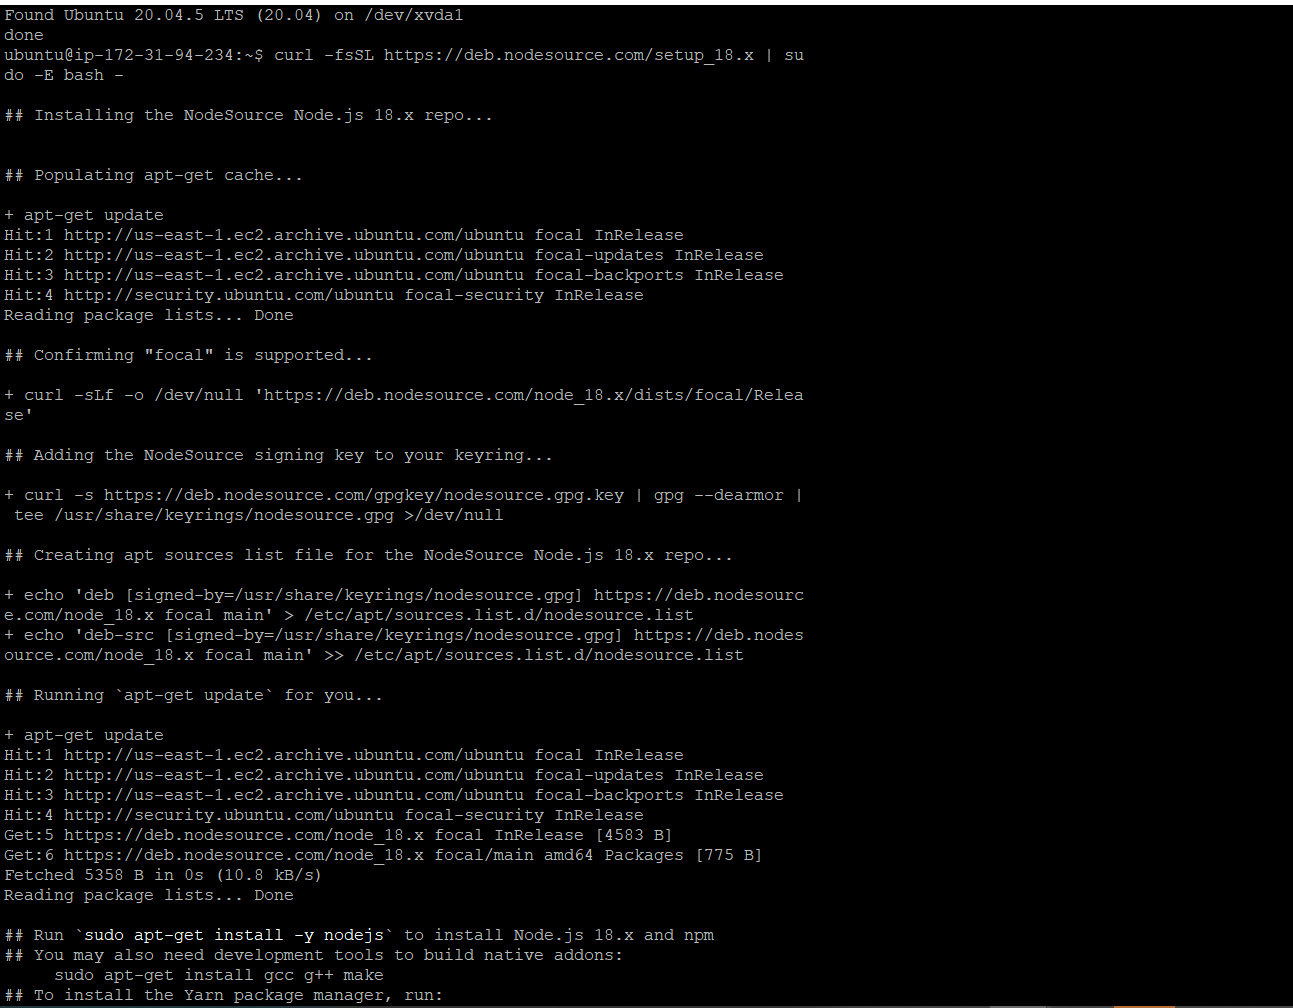 Found Ubuntu 20.04.5 LTS (20.04) on /dev/xvda1
done
ubuntu@ip-172-31-94-234:~$ curl -fsSL https://deb.nodesource.com/setup_18.x | su
do -E bash -
## Installing the NodeSource Node.js 18.x repo...
## Populating apt-get cache...
+ apt-get update
Hit:1 http://us-east-1.ec2.archive.ubuntu.com/ubuntu focal InRelease
Hit:2 http://us-east-1.ec2.archive.ubuntu.com/ubuntu focal-updates InRelease
Hit:3 http://us-east-1.ec2.archive.ubuntu.com/ubuntu focal-backports InRelease
Hit:4 http://security.ubuntu.com/ubuntu focal-security InRelease
Reading package lists... Done
## Confirming "focal" is supported...
+ curl -sLf -o /dev/null 'https://deb.nodesource.com/node_18.x/dists/focal/Relea
se'
## Adding the NodeSource signing key to your keyring...
+ curl -s https://deb.nodesource.com/gpgkey/nodesource.gpg.key | gpg --dearmor |
 tee /usr/share/keyrings/nodesource.gpg >/dev/null
## Creating apt sources list file for the NodeSource Node.js 18.x repo...
+ echo 'deb [signed-by=/usr/share/keyrings/nodesource.gpg] https://deb.nodesourc
e.com/node_18.x focal main' > /etc/apt/sources.list.d/nodesource.list
+ echo 'deb-src [signed-by=/usr/share/keyrings/nodesource.gpg] https://deb.nodes
ource.com/node_18.x focal main' >> /etc/apt/sources.list.d/nodesource.list
## Running `apt-get update` for you...
+ apt-get update
Hit:1 http://us-east-1.ec2.archive.ubuntu.com/ubuntu focal InRelease
Hit:2 http://us-east-1.ec2.archive.ubuntu.com/ubuntu focal-updates InRelease
Hit:3 http://us-east-1.ec2.archive.ubuntu.com/ubuntu focal-backports InRelease
Hit:4 http://security.ubuntu.com/ubuntu focal-security InRelease
Get:5 https://deb.nodesource.com/node_18.x focal InRelease [4583 B]
Get:6 https://deb.nodesource.com/node_18.x focal/main amd64 Packages [775 B]
Fetched 5358 B in 0s (10.8 kB/s)
Reading package lists... Done
## Run `sudo apt-get install -y nodejs` to install Node.js 18.x and npm
## You may also need development tools to build native addons:
     sudo apt-get install gcc g++ make
## To install the Yarn package manager, run: